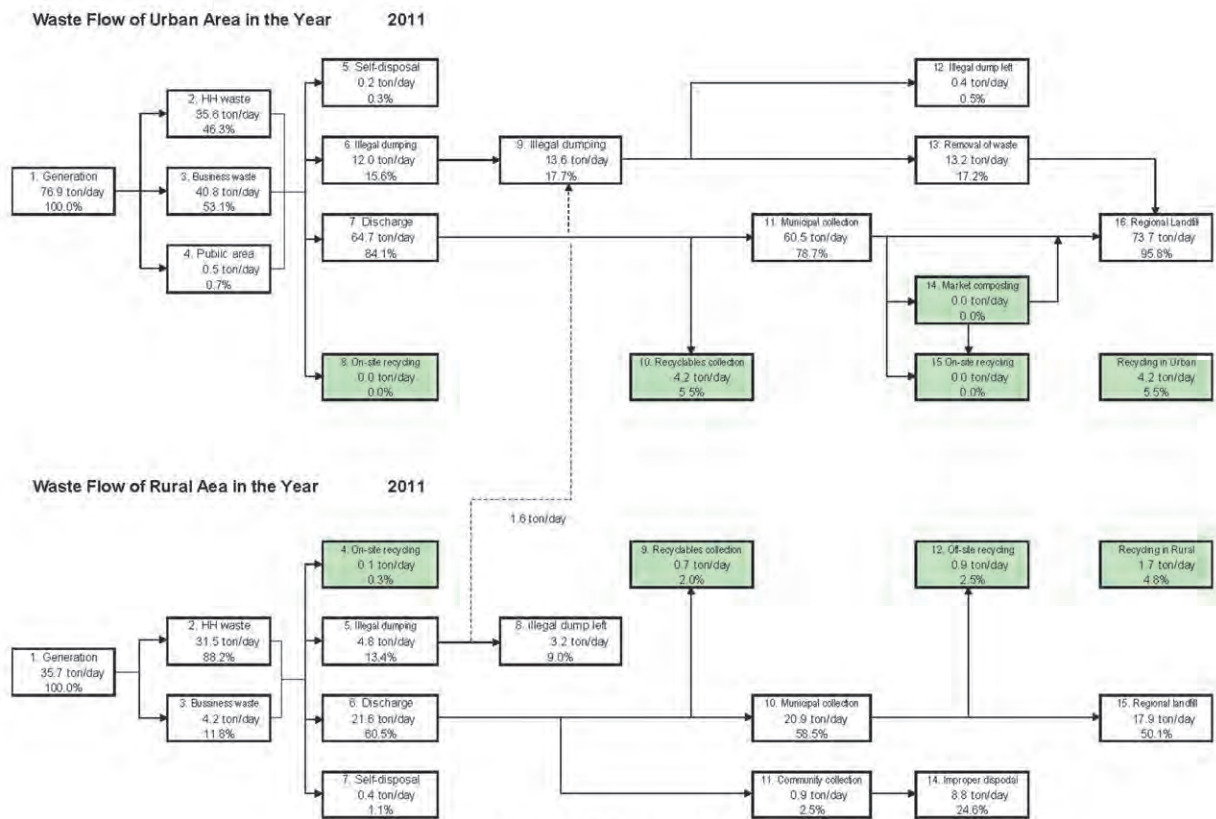 Waste Flow of Urban Area in the Year 2011
5. Self-disposal
0.2 ton/day
0.3%
12. Illegal dump left
0.4 ton/day
0.5%
2. HH waste
35.6 ton/day
46.3%
6. Illegal dumping
12.0 ton/day
15.6%
9. Illegal dumping
13.6 ton/day
17.7%
13. Removal of waste
13.2 ton/day
17.2%
1. Generation
76.9 ton/day
100.0%
3. Business waste
40.8 ton/day
53.1%
7. Discharge
64.7 ton/day
84.1%
11. Municipal collection
60.5 ton/day
78.7%
16. Regional Landfill
73.7 ton/day
95.8%
4. Public area
0.5 ton/day
0.7%
14. Market composting
0.0 ton/day
0.0%
8. On-site recycling
0.0 ton/day
0.0%
10. Recyclables collection
4.2 ton/day
5.5%
15 On-site recycling
0.0 ton/day
0.0%
Recycling in Urban
4.2 ton/day
5.5%
Waste Flow of Rural Aea in the Year 2011
1.6 ton/day
4. On-site recycling
0.1 ton/day
0.3%
9. Recyclables collection
0.7 ton/day
2.0%
12. Off-site recycling
0.9 ton/day
2.5%
Recycling in Rural
1.7 ton/day
4.8%
2. HH waste
31.5 ton/day
88.2%
5. Illegal dumping
4.8 ton/day
13.4%
8. Illegal dump left
3.2 ton/day
9.0%
1. Generation
35.7 ton/day
100.0%
3. Bussiness waste
4.2 ton/day
11.8%
6. Discharge
21.6 ton/day
60.5%
10. Municipal collection
20.9 ton/day
58.5%
15. Regional landfill
17.9 ton/day
50.1%
7. Self-disposal
0.4 ton/day
1.1%
11. Community collection
0.9 ton/day
2.5%
14. Improper dispodal
8.8 ton/day
24.6%